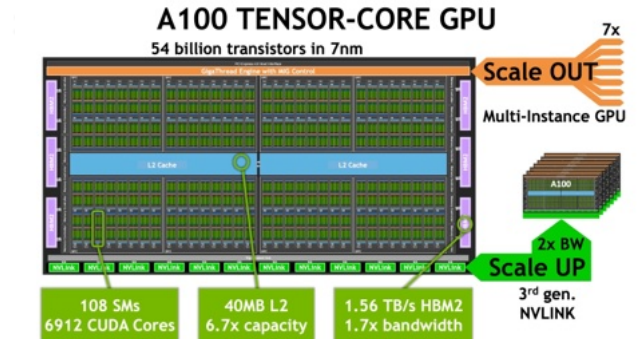 A100 TENSOR-CORE GPU
54 billion transistors in 7nm
7x
GigaThread Engine with MIG Control
Scale OUT
Multi-Instance GPU
L2 Cache
L2 Cache
A100
2x BW
Scale UP
NVLink NVLink NVLink NVLink NVLink NVLink NVLink NVLink NVLink NVLink NVLink NVLink
3rd gen.
NVLINK
108 SMs
6912 CUDA Cores
40MB L2
6.7x capacity
1.56 TB/s HBM2
1.7x bandwidth